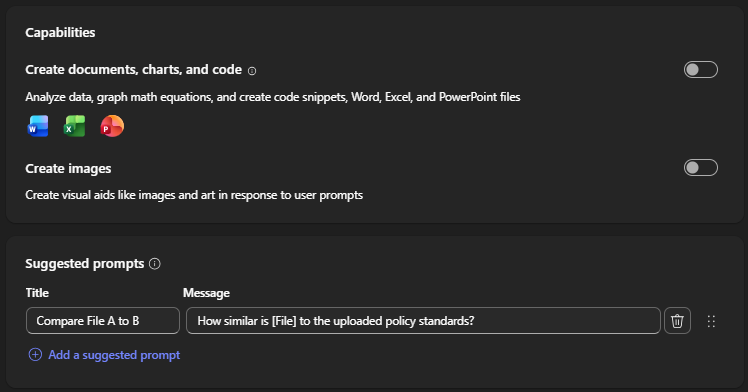 Capabilities
Create documents, charts, and code
Analyze data, graph math equations, and create code snippets, Word, Excel, and PowerPoint files
W
X
P
Create images
Create visual aids like images and art in response to user prompts
Suggested prompts
Title Message
Compare File A to B How similar is [File] to the uploaded policy standards?
Add a suggested prompt